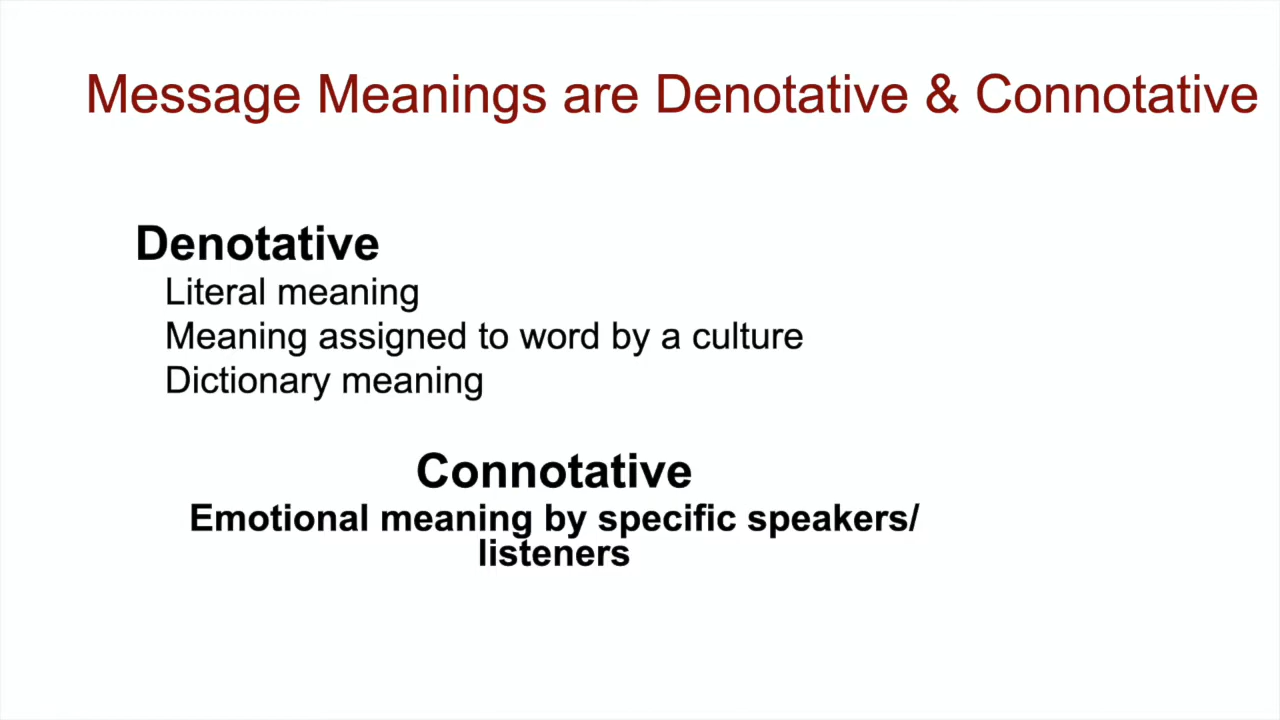 Message Meanings are Denotative & Connotative
Denotative
Literal meaning
Meaning assigned to word by a culture
Dictionary meaning
Connotative
Emotional meaning by specific speakers/
listeners